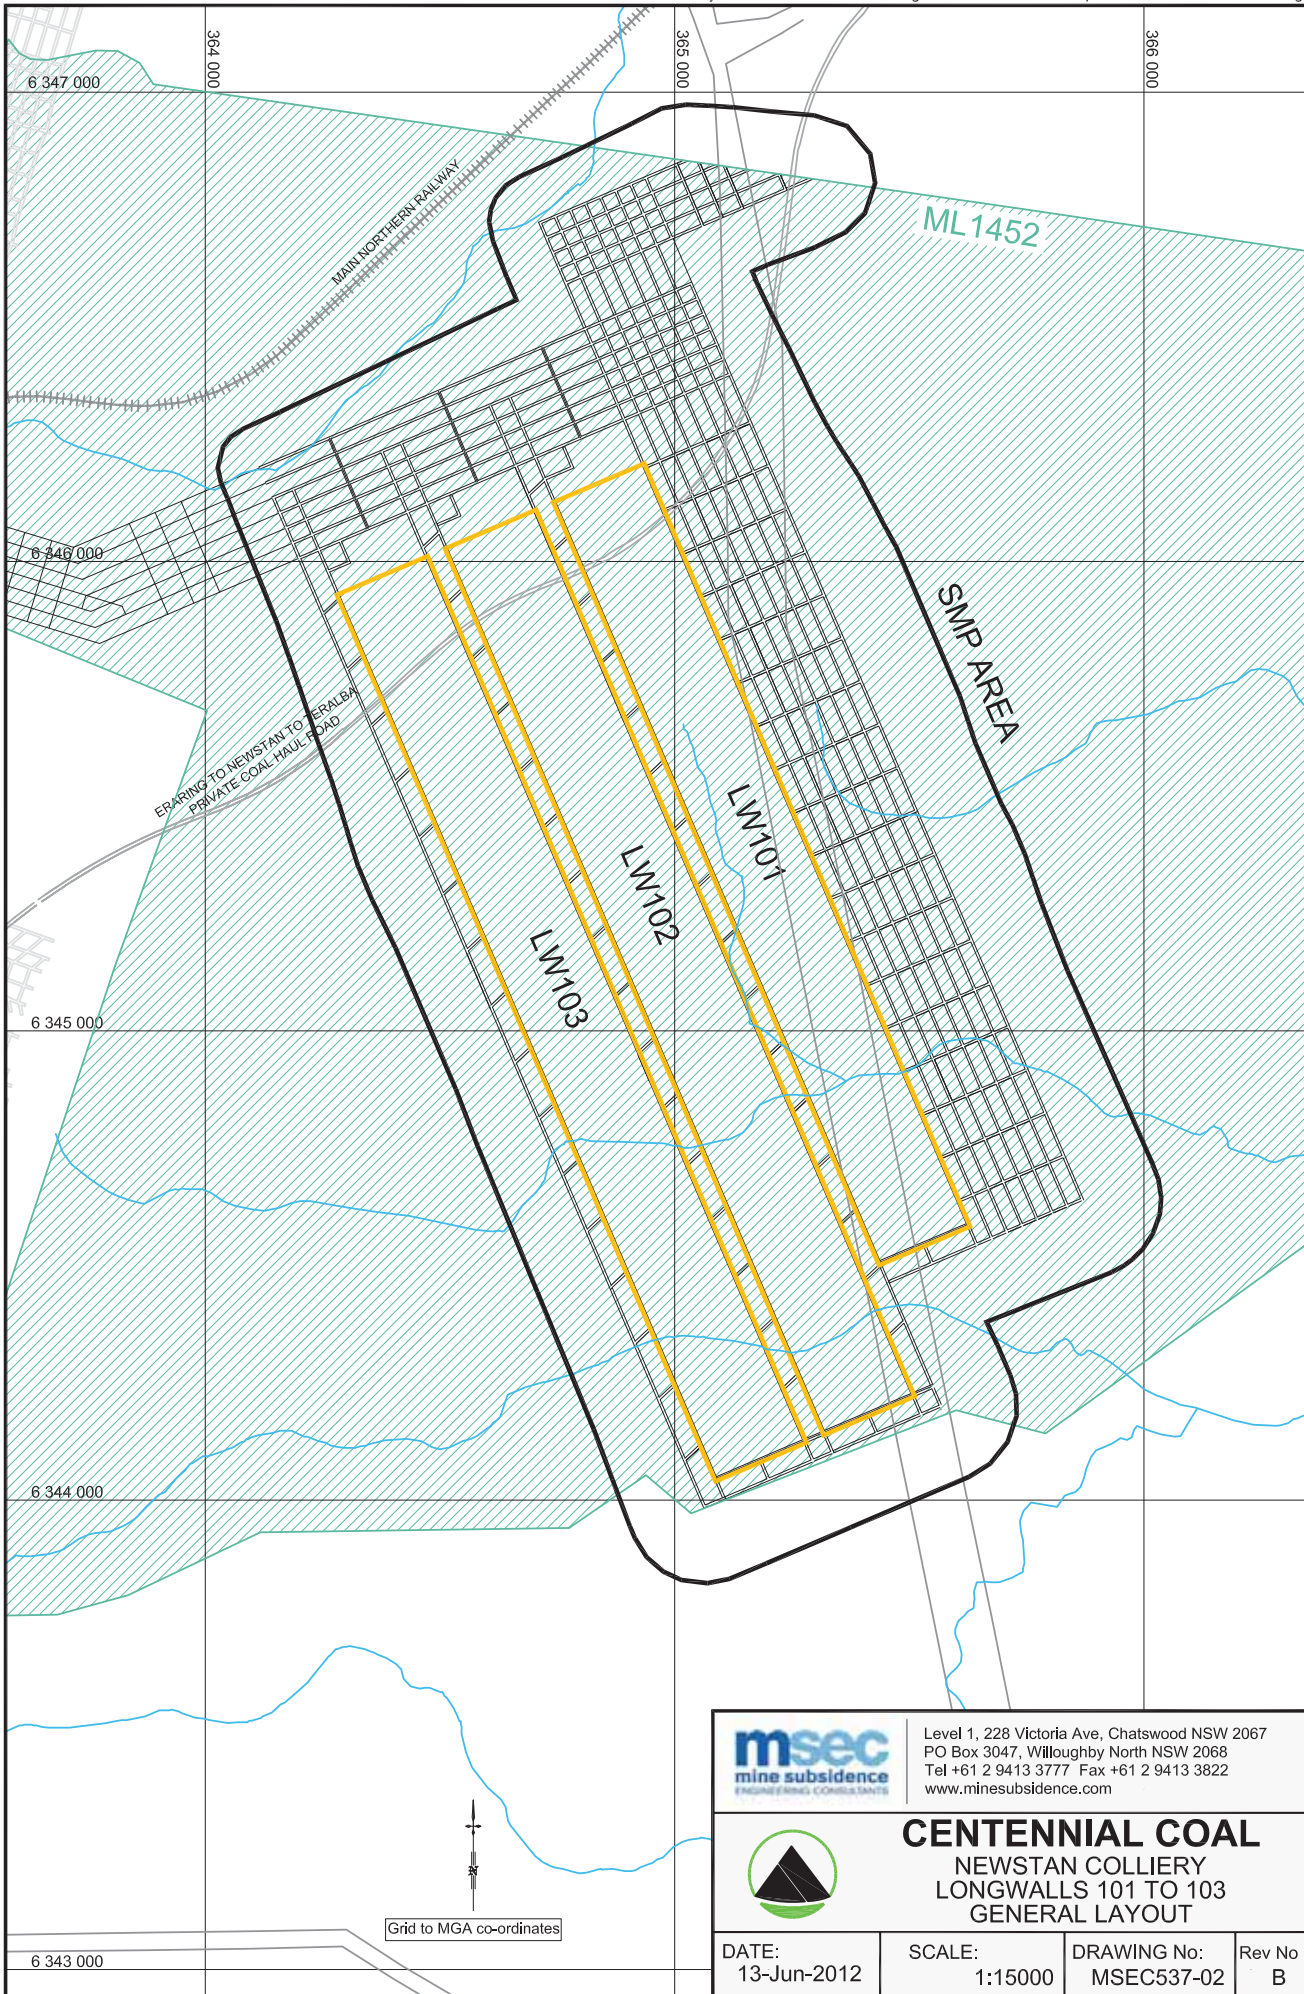 364 000
365 000
366 000
6 347 000
MAIN NORTHERN RAILWAY
ML1452
6 346 000
SMP AREA
ERARING TO NEWSTAN TO TERALBA
PRIVATE COAL HAUL ROAD
LW101
LW102
LW103
6 345 000
6 344 000
msec
mine subsidence
ENGINEERING CONSULTANTS
Level 1, 228 Victoria Ave, Chatswood NSW 2067
PO Box 3047, Willoughby North NSW 2068
Tel +61 2 9413 3777 Fax +61 2 9413 3822
www.minesubsidence.com
CENTENNIAL COAL
NEWSTAN COLLIERY
LONGWALLS 101 TO 103
GENERAL LAYOUT
N
Grid to MGA co-ordinates
6 343 000
DATE:
13-Jun-2012
SCALE:
1:15000
DRAWING No:
MSEC537-02
Rev No
B